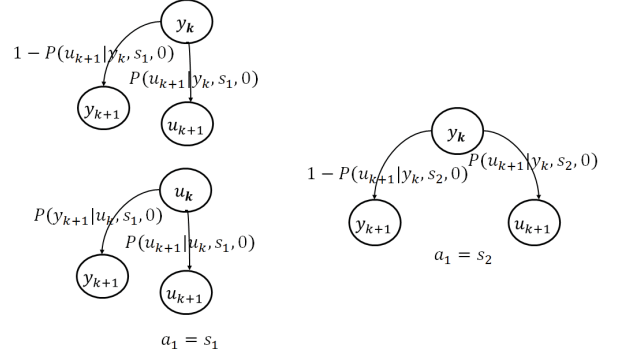 y_k
1 − P(u_{k+1}|y_k, s_1, 0)
P(u_{k+1}|y_k, s_1, 0)
y_{k+1}
u_{k+1}
u_k
P(y_{k+1}|u_k, s_1, 0)
P(u_{k+1}|u_k, s_1, 0)
y_{k+1}
u_{k+1}
a_1 = s_1
y_k
1 − P(u_{k+1}|y_k, s_2, 0)
P(u_{k+1}|y_k, s_2, 0)
y_{k+1}
u_{k+1}
a_1 = s_2